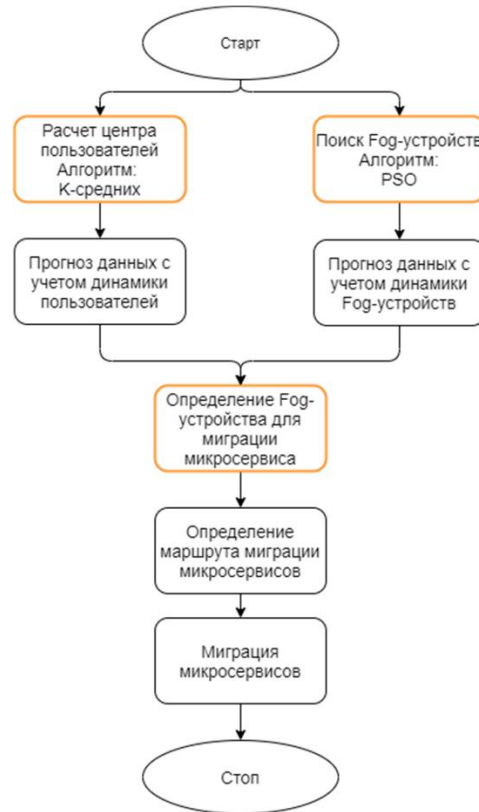 Старт
Расчет центра
пользователей
Алгоритм:
K-средних
Поиск Fog-устройств
Алгоритм:
PSO
Прогноз данных с
учетом динамики
пользователей
Прогноз данных с
учетом динамики
Fog-устройств
Определение Fog-
устройства для
миграции
микросервиса
Определение
маршрута миграции
микросервисов
Миграция
микросервисов
Стоп